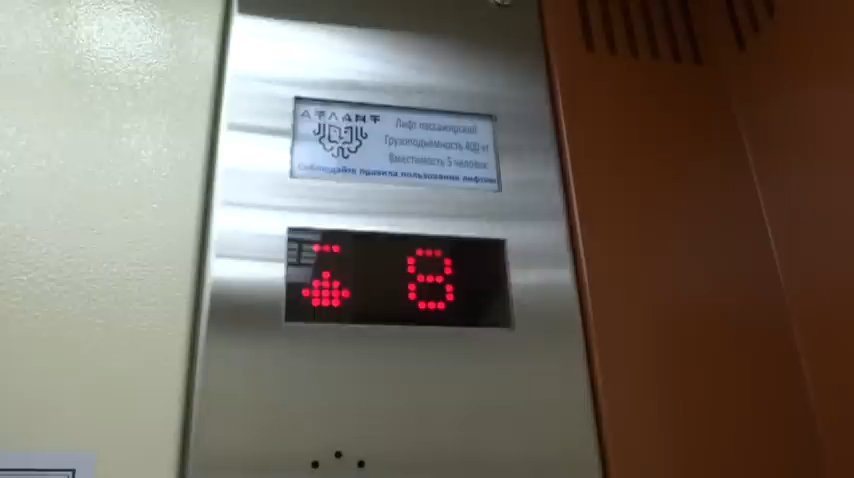 АТЛАНТ
Лифт пассажирский
Грузоподъемность 400 кг
Вместимость 5 человек
Соблюдайте правила пользования лифтом
8